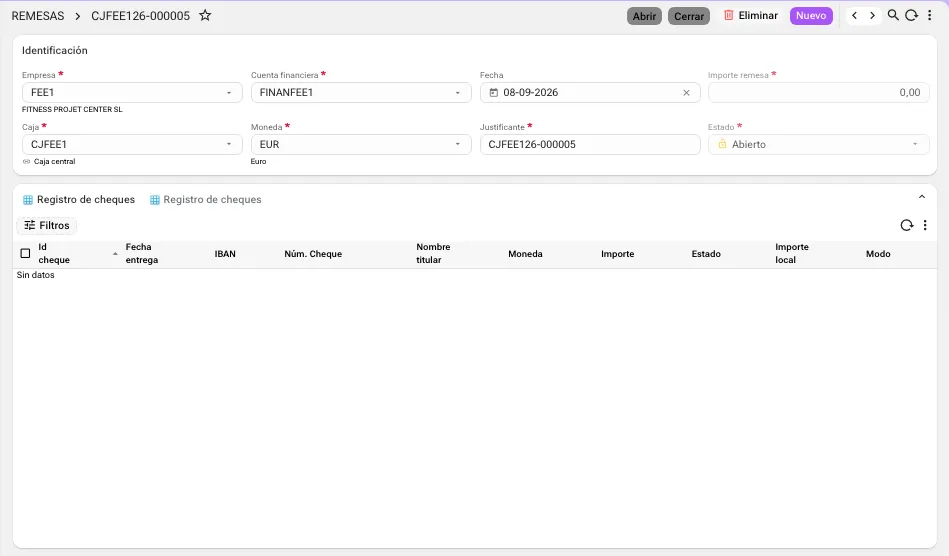 REMESAS > CJFEE126-000005
Abrir Cerrar Eliminar Nuevo
Identificación
Empresa * Cuenta financiera * Fecha Importe remesa *
FEE1 FINANFEE1 08-09-2026 0,00
FITNESS PROJET CENTER SL
Caja * Moneda * Justificante * Estado *
CJFEE1 EUR CJFEE126-000005 Abierto
Caja central Euro
Registro de cheques Registro de cheques
Filtros
Id cheque Fecha entrega IBAN Núm. Cheque Nombre titular Moneda Importe Estado Importe local Modo
Sin datos